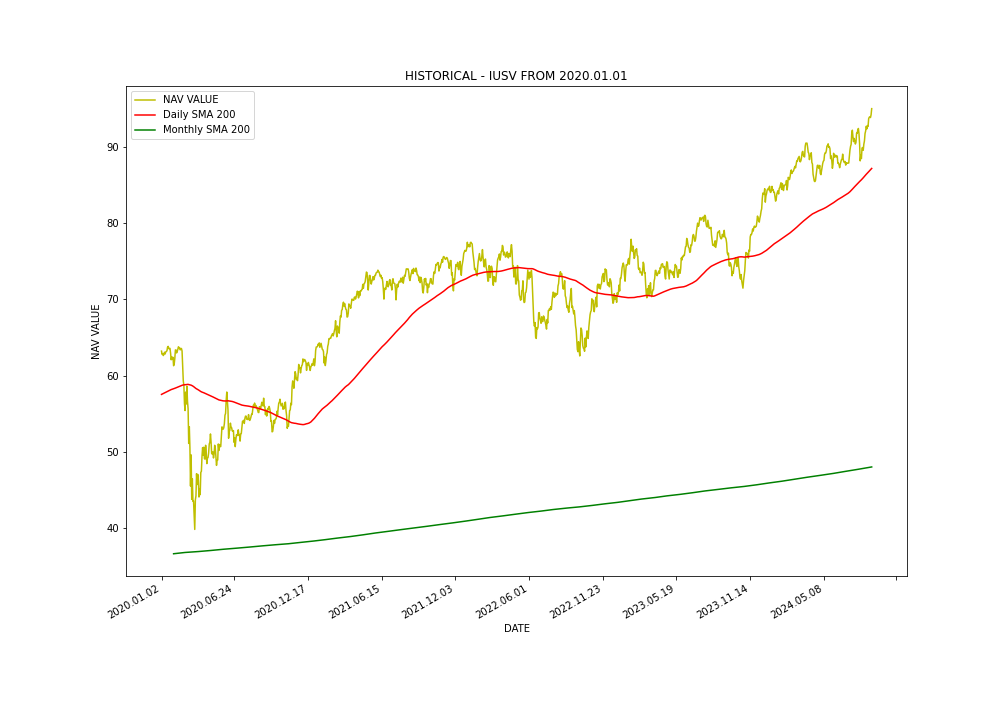 HISTORICAL - IUSV FROM 2020.01.01
NAV VALUE
Daily SMA 200
Monthly SMA 200
90
80
70
60
50
40
NAV VALUE
2020.01.02
2020.06.24
2020.12.17
2021.06.15
2021.12.03
2022.06.01
2022.11.23
2023.05.19
2023.11.14
2024.05.08
DATE